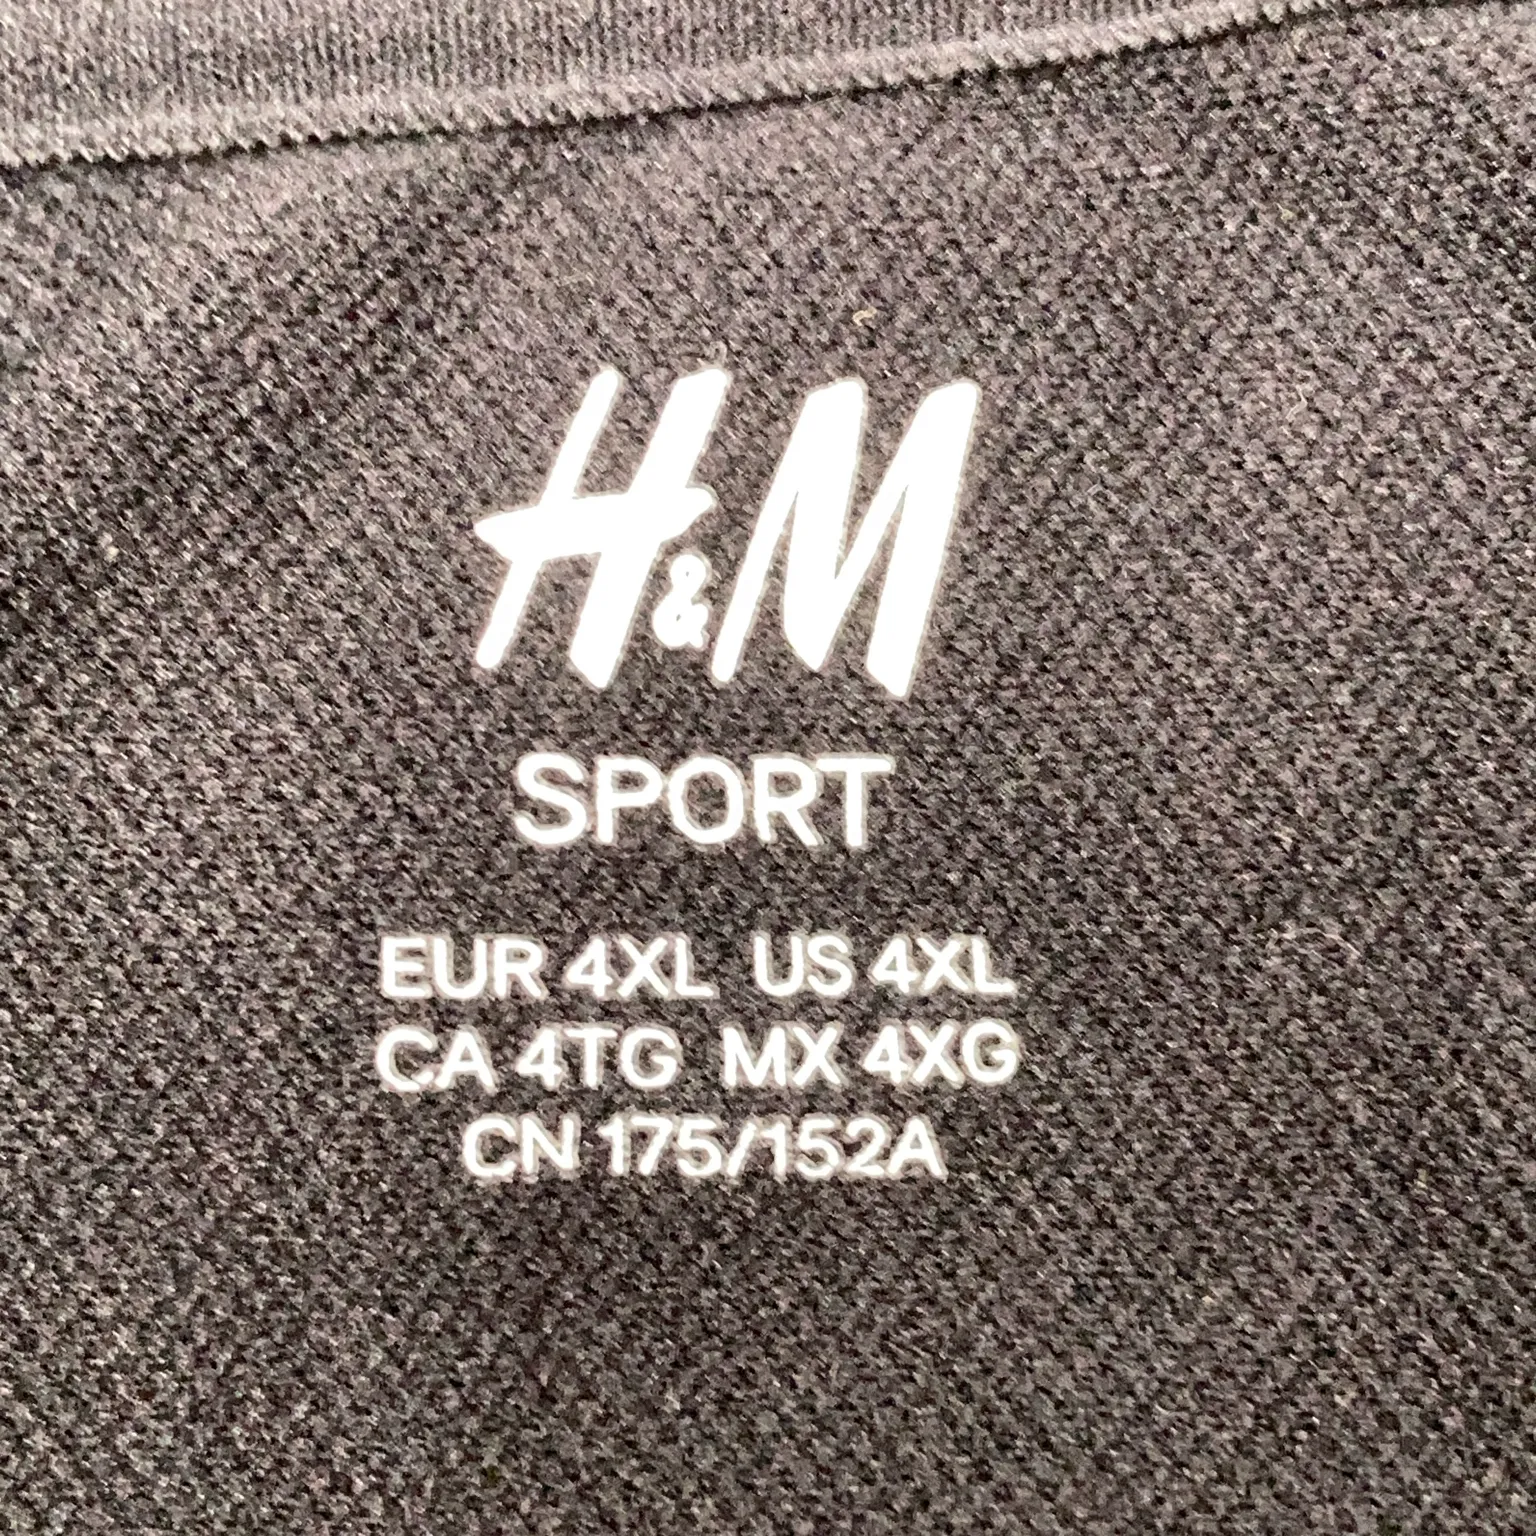 H&M
SPORT
EUR 4XL US 4XL
CA 4TG MX 4XG
CN 175/152A